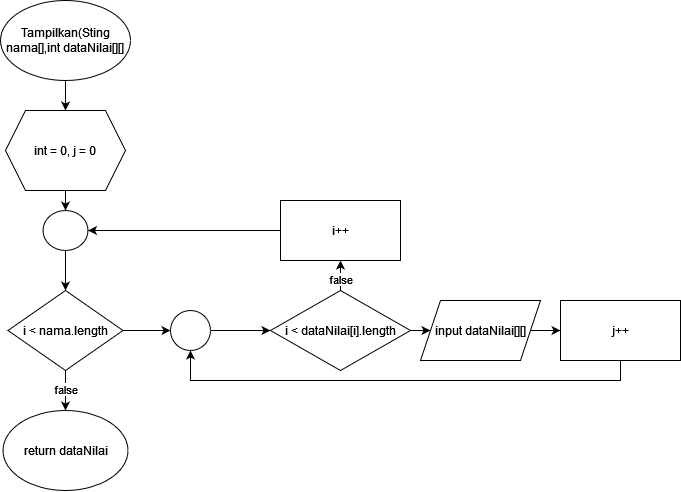 Tampilkan(Sting
nama[],int dataNilai[][]
int = 0, j = 0
i++
false
i < nama.length
i < dataNilai[i].length
input dataNilai[][]
j++
false
return dataNilai